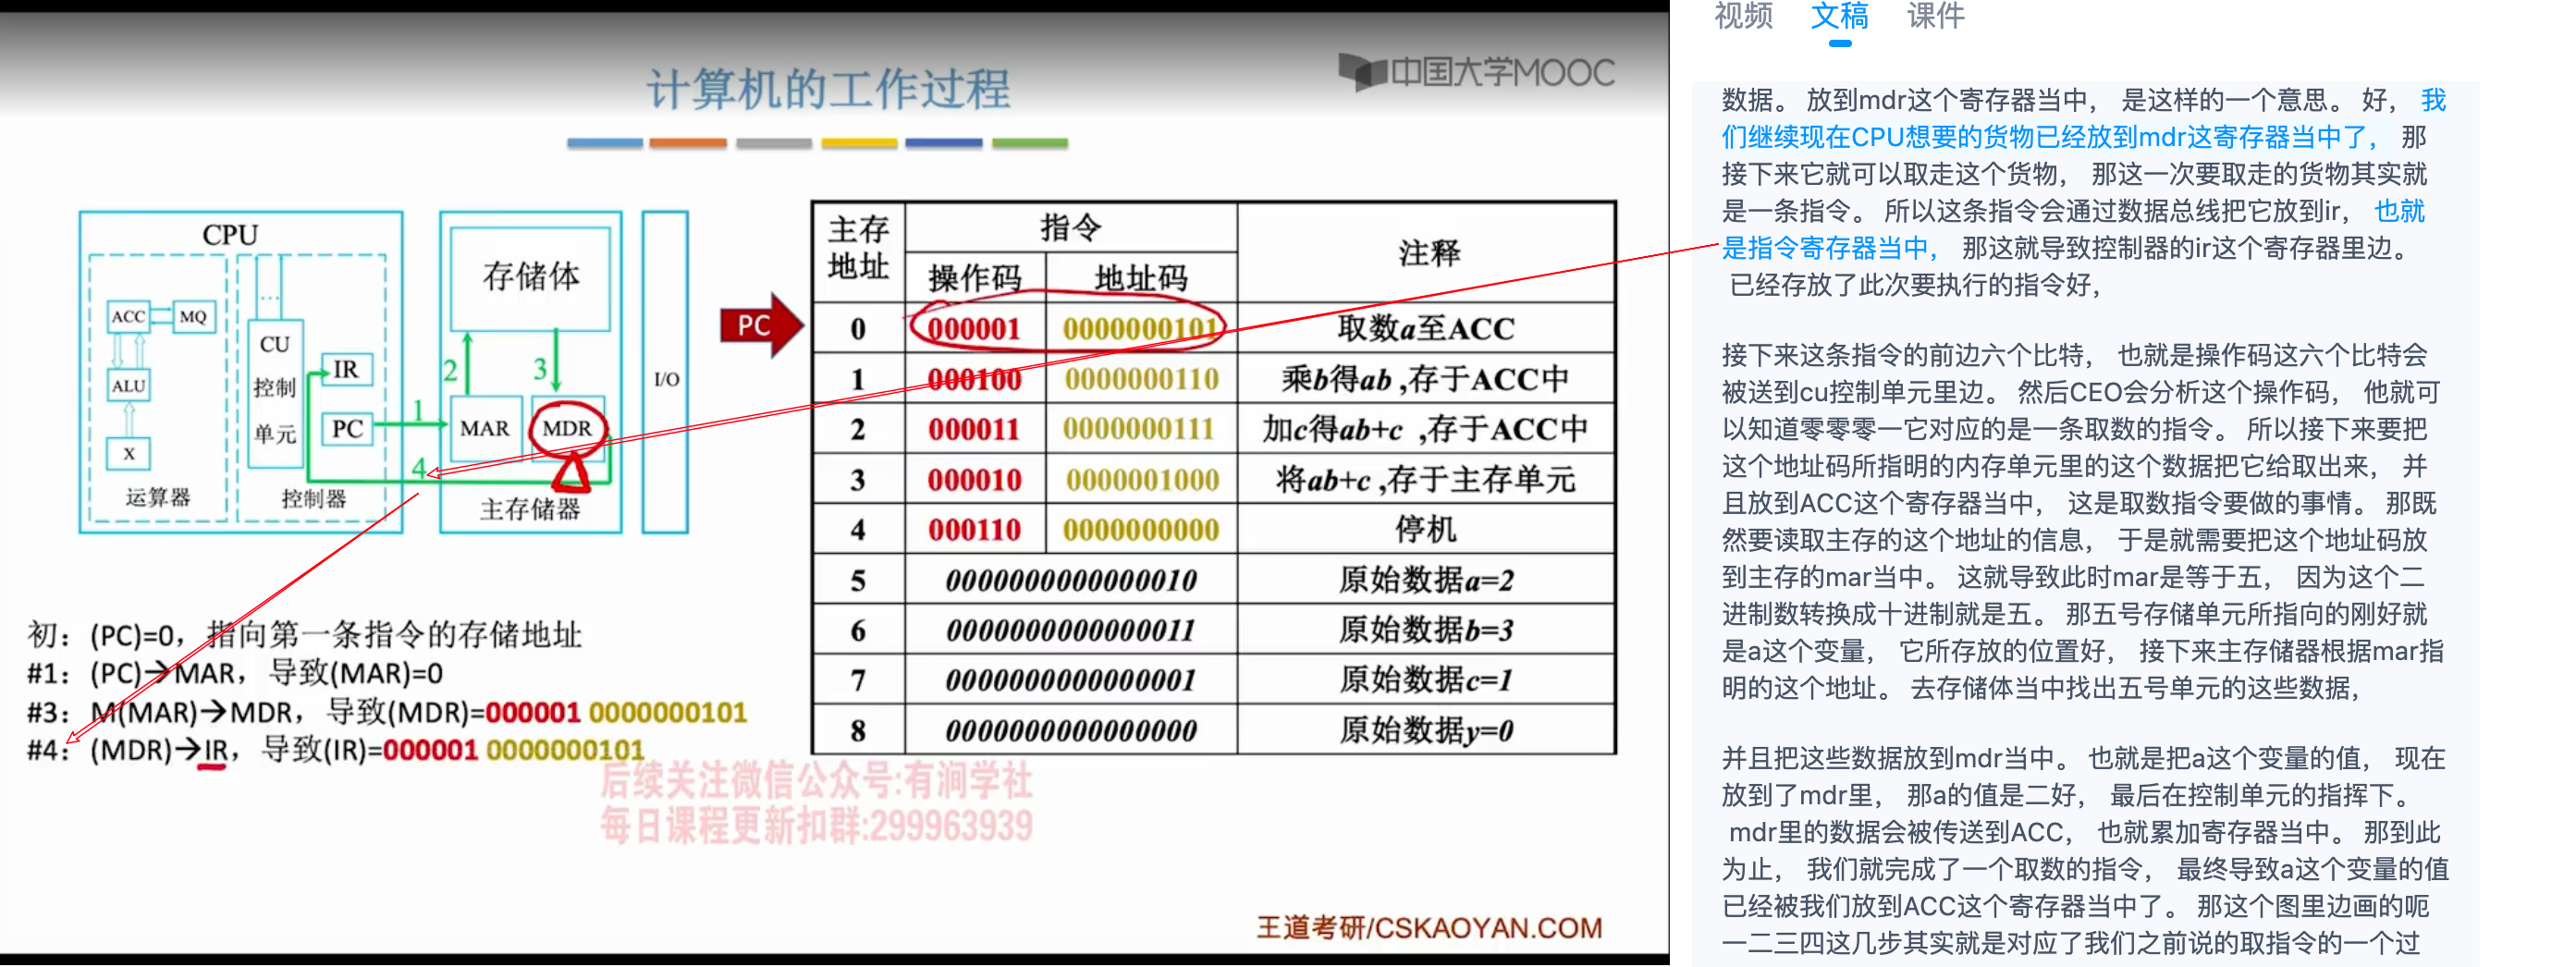 计算机的工作过程
中国大学MOOC
CPU
ACC
MQ
ALU
X
运算器
...
CU
控制
单元
IR
PC
控制器
存储体
1
2
3
4
MAR
MDR
主存储器
I/O
PC
主存地址 指令 注释
操作码 地址码
0 000001 0000000101 取数a至ACC
1 000100 0000000110 乘b得ab ,存于ACC中
2 000011 0000000111 加c得ab+c ,存于ACC中
3 000010 0000001000 将ab+c ,存于主存单元
4 000110 0000000000 停机
5 0000000000000010 原始数据a=2
6 0000000000000011 原始数据b=3
7 0000000000000001 原始数据c=1
8 0000000000000000 原始数据y=0
初：(PC)=0，指向第一条指令的存储地址
#1：(PC)→MAR，导致(MAR)=0
#3：M(MAR)→MDR，导致(MDR)=000001 0000000101
#4：(MDR)→IR，导致(IR)=000001 0000000101
后续关注微信公众号:有涧学社
每日课程更新扣群:299963939
王道考研/CSKAOYAN.COM
视频 文稿 课件
数据。 放到mdr这个寄存器当中， 是这样的一个意思。 好， 我
们继续现在CPU想要的货物已经放到mdr这寄存器当中了， 那
接下来它就可以取走这个货物， 那这一次要取走的货物其实就
是一条指令。 所以这条指令会通过数据总线把它放到ir， 也就
是指令寄存器当中， 那这就导致控制器的ir这个寄存器里边。
已经存放了此次要执行的指令好，
接下来这条指令的前边六个比特， 也就是操作码这六个比特会
被送到cu控制单元里边。 然后CEO会分析这个操作码， 他就可
以知道零零零一它对应的是一条取数的指令。 所以接下来要把
这个地址码所指明的内存单元里的这个数据把它给取出来， 并
且放到ACC这个寄存器当中， 这是取数指令要做的事情。 那既
然要读取主存的这个地址的信息， 于是就需要把这个地址码放
到主存的mar当中。 这就导致此时mar是等于五， 因为这个二
进制数转换成十进制就是五。 那五号存储单元所指向的刚好就
是a这个变量， 它所存放的位置好， 接下来主存储器根据mar指
明的这个地址。 去存储体当中找出五号单元的这些数据，
并且把这些数据放到mdr当中。 也就是把a这个变量的值， 现在
放到了mdr里， 那a的值是二好， 最后在控制单元的指挥下。
mdr里的数据会被传送到ACC， 也就累加寄存器当中。 那到此
为止， 我们就完成了一个取数的指令， 最终导致a这个变量的值
已经被我们放到ACC这个寄存器当中了。 那这个图里边画的呃
一二三四这几步其实就是对应了我们之前说的取指令的一个过